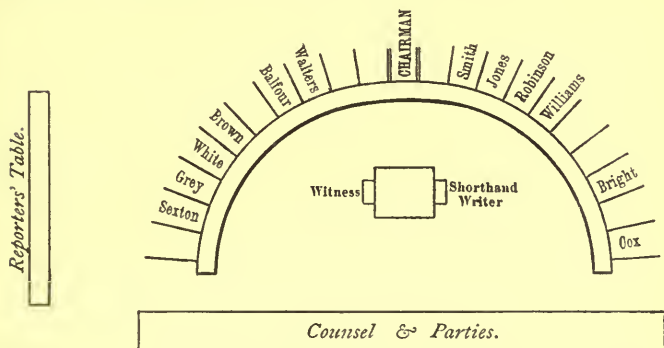 Reporters' Table.
Sexton
Grey
White
Brown
Balfour
Walters
CHAIRMAN
Smith
Jones
Robinson
Williams
Bright
Cox
Witness
Shorthand
Writer
Counsel & Parties.